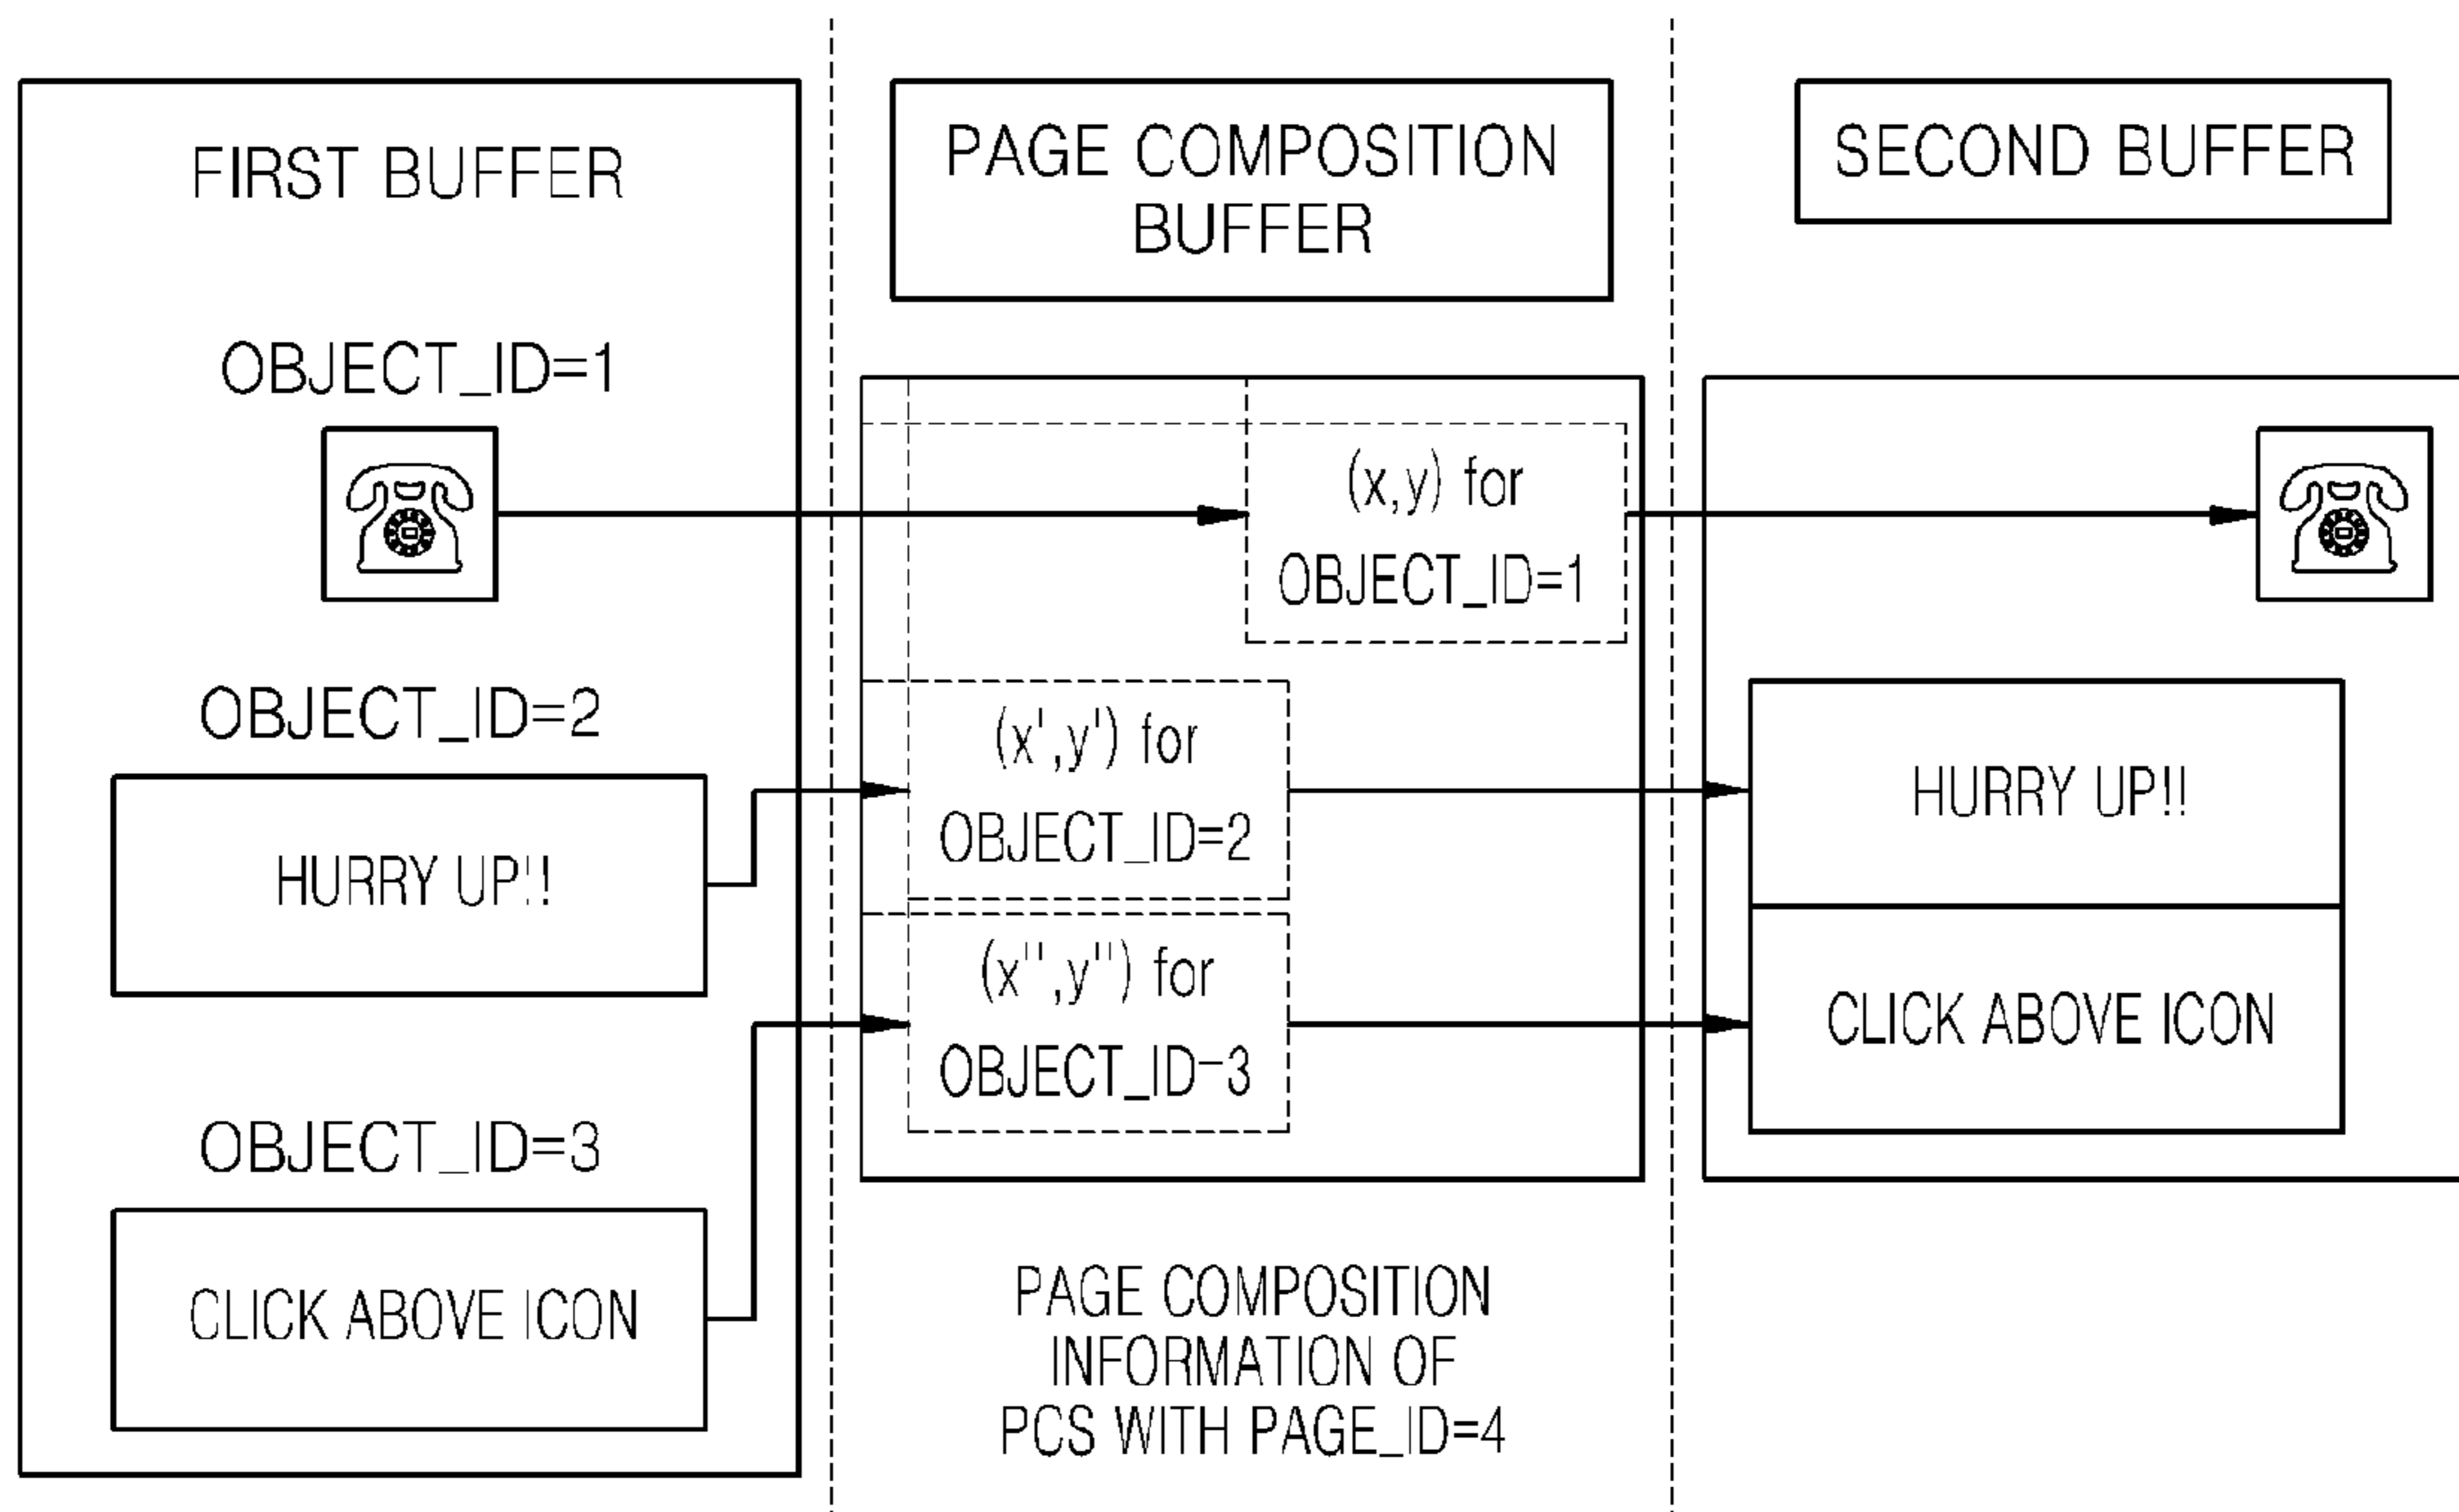 FIRST BUFFER
OBJECT_ID=1
OBJECT_ID=2
HURRY UP!!
OBJECT_ID=3
CLICK ABOVE ICON
PAGE COMPOSITION
BUFFER
(x,y) for
OBJECT_ID=1
(x',y') for
OBJECT_ID=2
(x",y") for
OBJECT_ID-3
PAGE COMPOSITION
INFORMATION OF
PCS WITH PAGE_ID=4
SECOND BUFFER
HURRY UP!!
CLICK ABOVE ICON